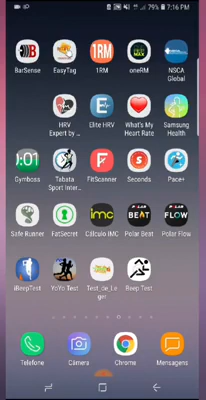 79% 7:16 PM
BarSense EasyTag 1RM oneRM NSCA
Global
HRV
Expert by ... Elite HRV What's My
Heart Rate Samsung
Health
Gymboss Tabata
Sport Inter... FitScanner Seconds Pace+
Safe Runner FatSecret Cálculo IMC Polar Beat Polar Flow
iBeepTest YoYo Test Test_de_Le
ger Beep Test
Telefone Câmera Chrome Mensagens